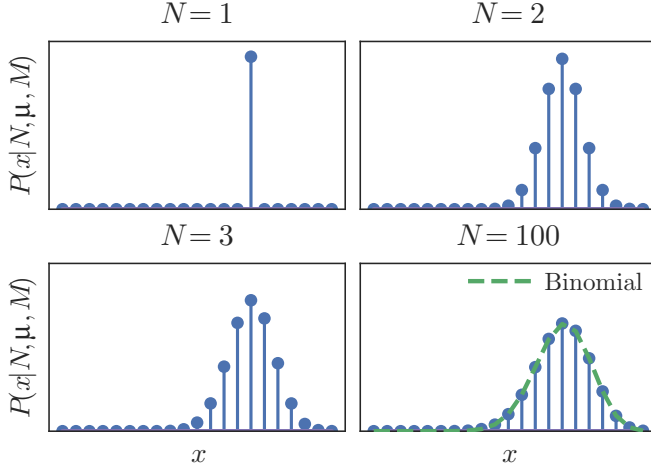 N = 1
N = 2
P(x|N, μ, M)
N = 3
N = 100
P(x|N, μ, M)
Binomial
x
x